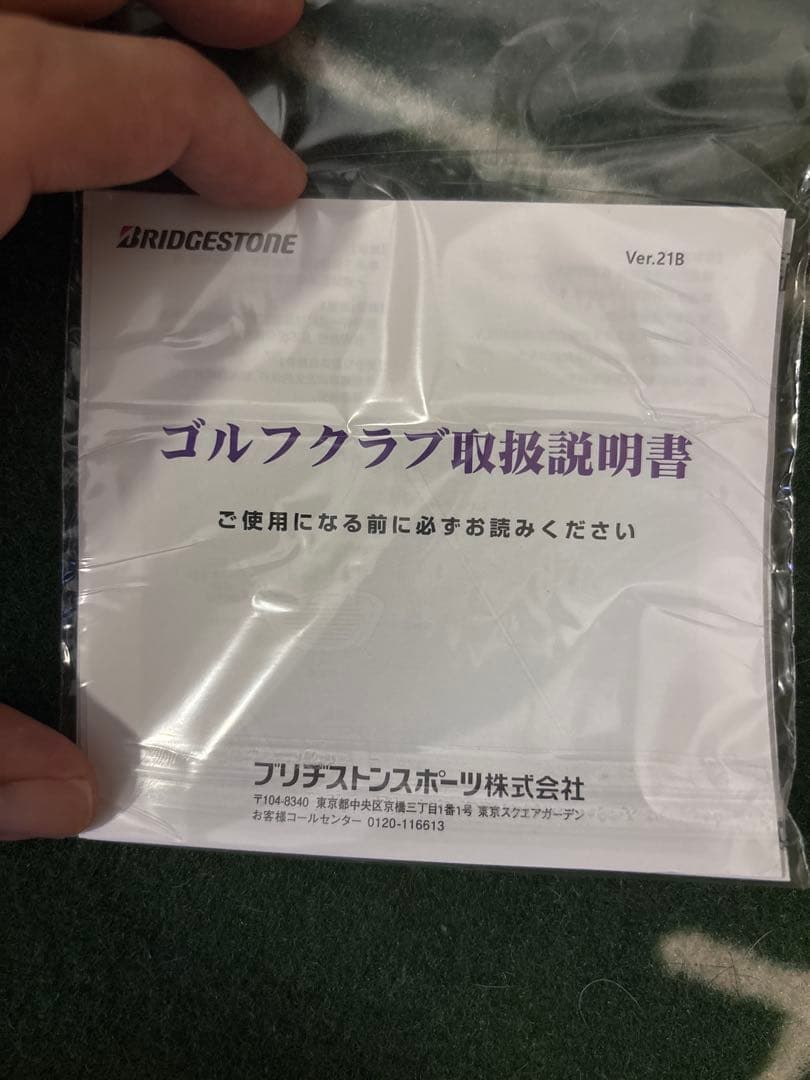 BRIDGESTONE
Ver.21B
ゴルフクラブ取扱説明書
ご使用になる前に必ずお読みください
ブリヂストンスポーツ株式会社
〒104-8340 東京都中央区京橋三丁目1番1号 東京スクエアガーデン
お客様コールセンター 0120-116613